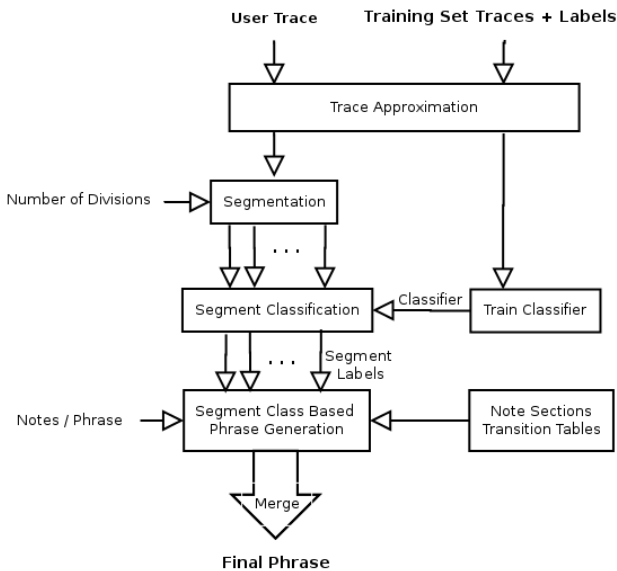 User Trace
Training Set Traces + Labels
Trace Approximation
Number of Divisions
Segmentation
. . .
Segment Classification
Classifier
Train Classifier
. . .
Segment
Labels
Notes / Phrase
Segment Class Based
Phrase Generation
Note Sections
Transition Tables
Merge
Final Phrase